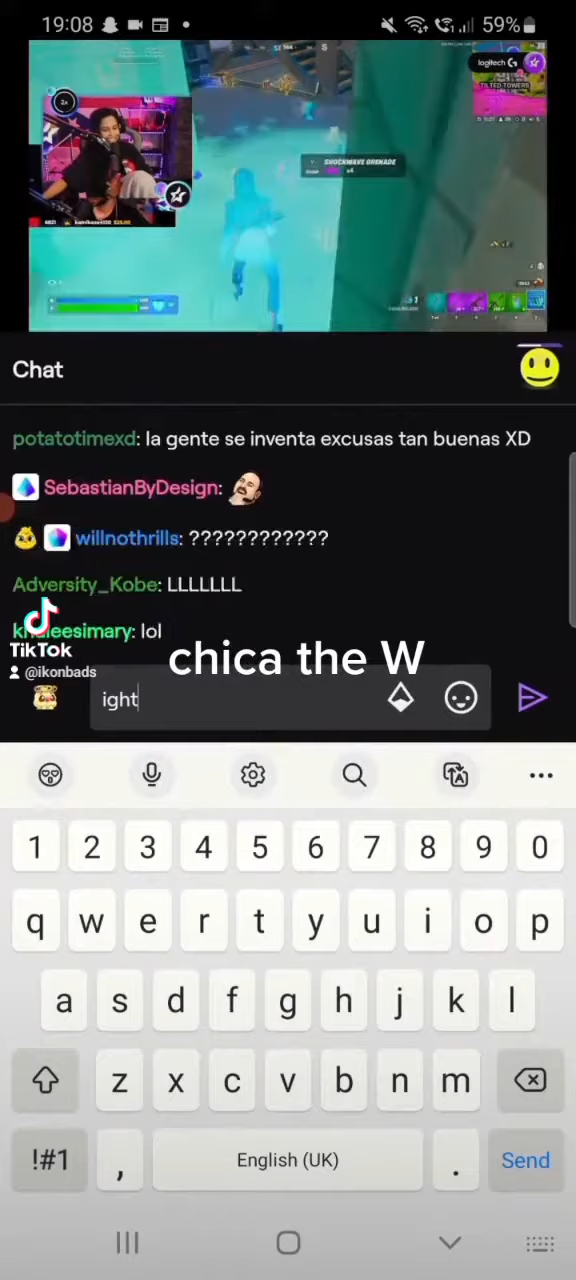 19:08
59%
logitech G
TILTED TOWERS
2x
SHOCKWAVE GRENADE
x4
Chat
potatotimexd: la gente se inventa excusas tan buenas XD
SebastianByDesign:
willnothrills: ????????????
Adversity_Kobe: LLLLLLL
lol
TikTok
@ikonbads
chica the W
ight
1 2 3 4 5 6 7 8 9 0
q w e r t y u i o p
a s d f g h j k l
z x c v b n m
!#1 , English (UK) . Send